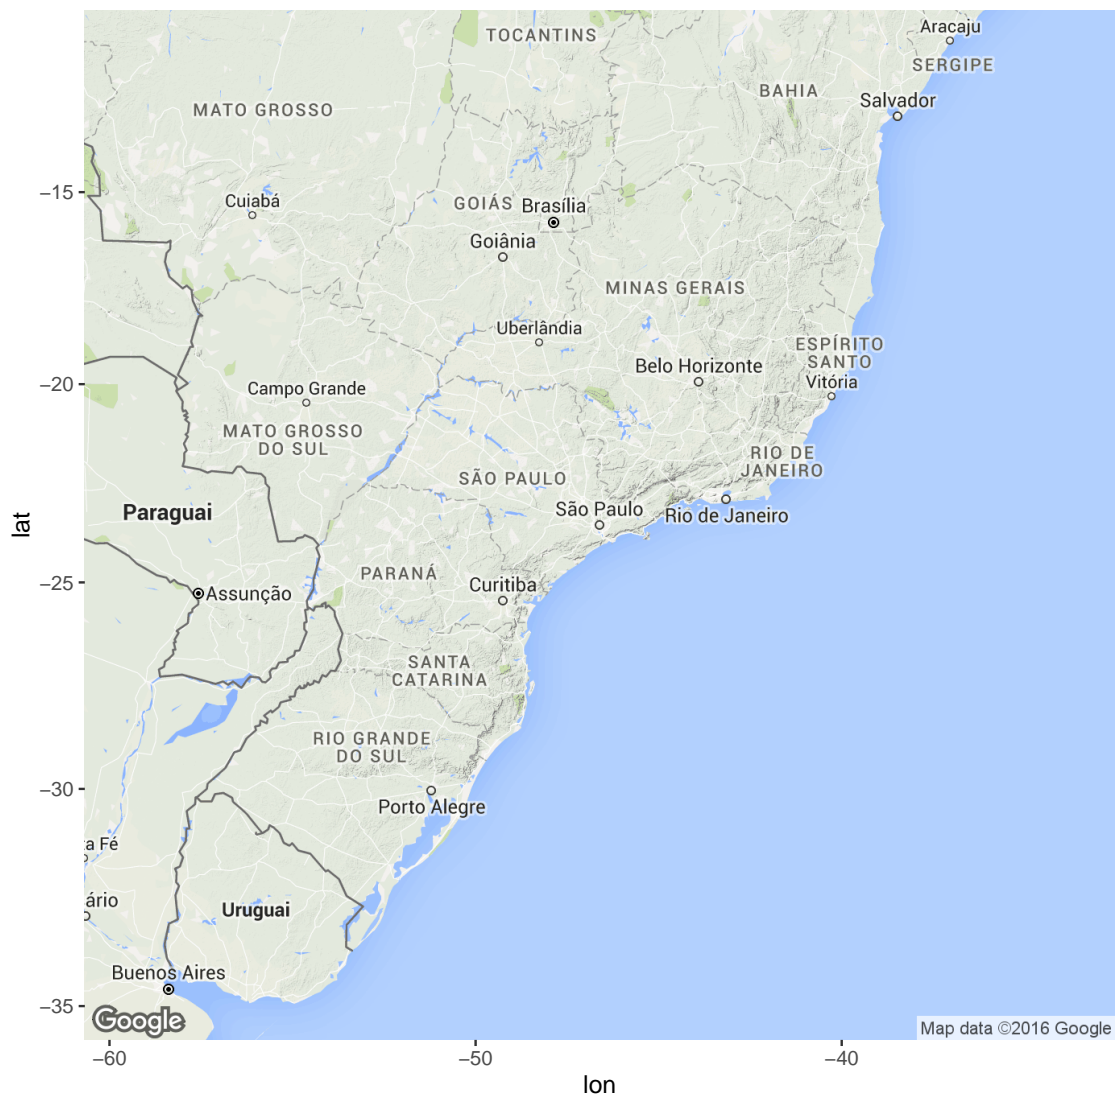 Aracaju
TOCANTINS
SERGIPE
BAHIA
Salvador
MATO GROSSO
−15
Cuiabá
GOIÁS
Brasília
Goiânia
MINAS GERAIS
Uberlândia
ESPÍRITO
SANTO
Belo Horizonte
Vitória
−20
Campo Grande
MATO GROSSO
DO SUL
RIO DE
JANEIRO
SÃO PAULO
São Paulo
Rio de Janeiro
Paraguai
lat
PARANÁ
−25
Curitiba
Assunção
SANTA
CATARINA
RIO GRANDE
DO SUL
−30
Porto Alegre
a Fé
ário
Uruguai
Buenos Aires
−35
Google
Map data ©2016 Google
−60
−50
−40
lon